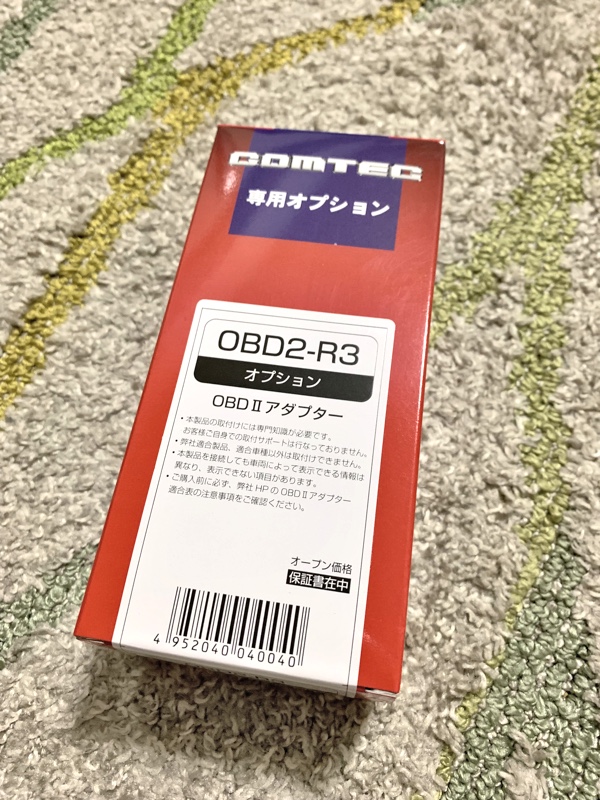 COMTEC
専用オプション
OBD2-R3
オプション
OBDⅡアダプター
・本製品の取付けには専門知識が必要です。
お客様ご自身での取付サポートは行なっておりません。
・弊社適合製品、適合車種以外は取付けできません。
・本製品を接続しても車両によって表示できる情報は
異なり、表示できない項目があります。
・ご購入前に必ず、弊社HPのOBDⅡアダプター
適合表の注意事項をご確認ください。
オープン価格
保証書在中
4 952040 040040